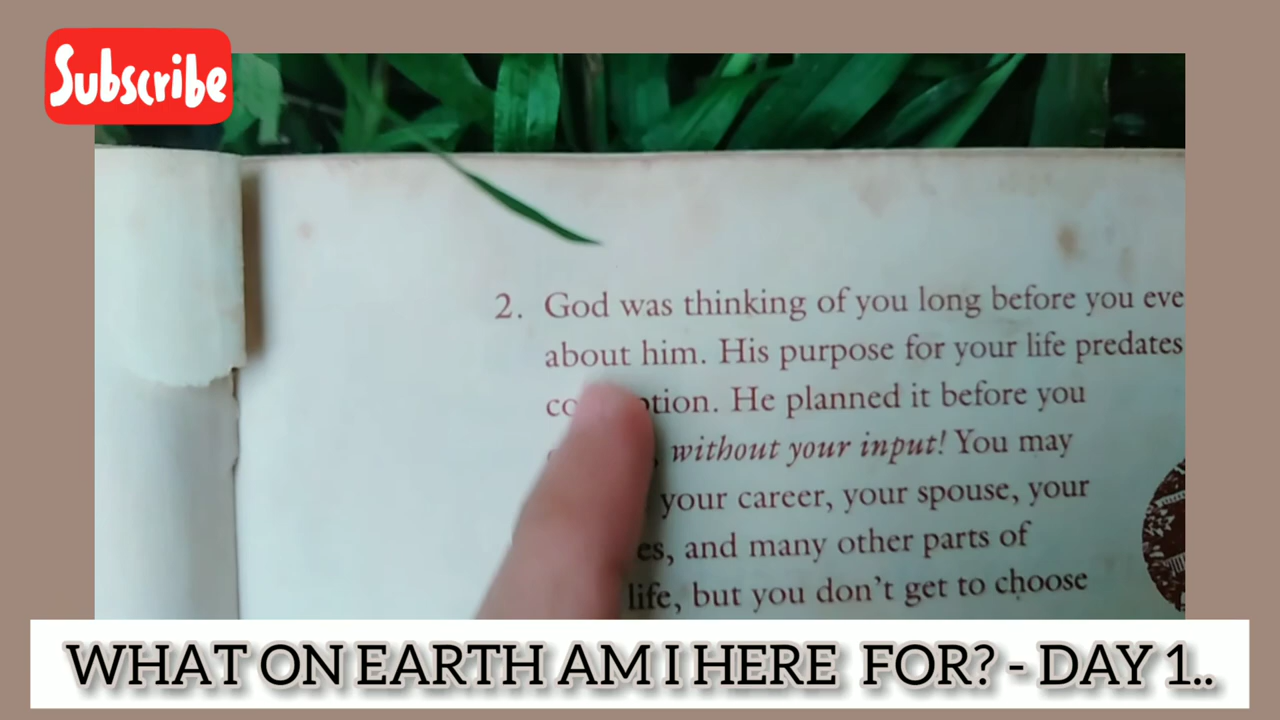 Subscribe
2. God was thinking of you long before you eve
about him. His purpose for your life predates
He planned it before you
without your input! You may
your career, your spouse, your
and many other parts of
life, but you don't get to choose
WHAT ON EARTH AM I HERE FOR? - DAY 1..